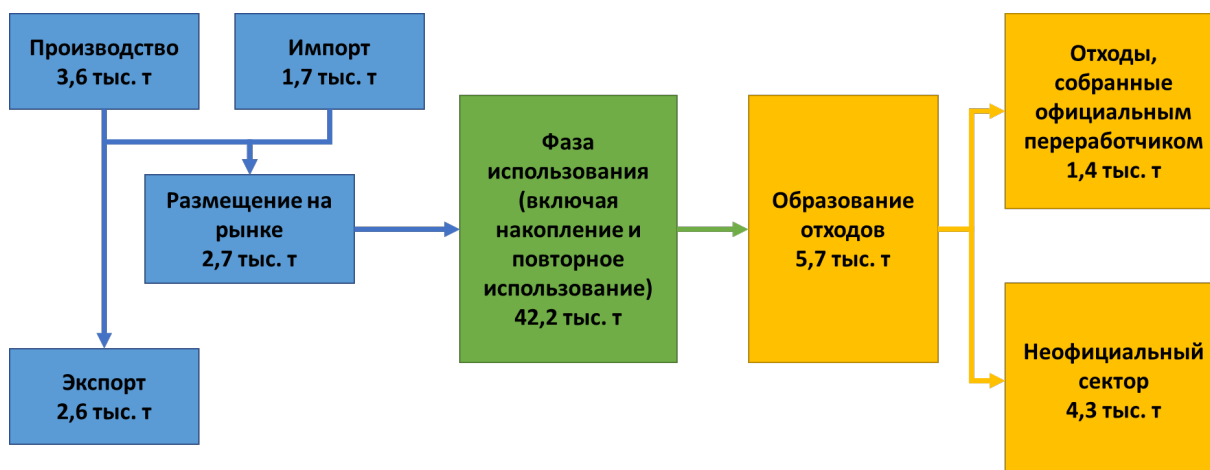 Производство
3,6 тыс. т
Импорт
1,7 тыс. т
Размещение на
рынке
2,7 тыс. т
Экспорт
2,6 тыс. т
Фаза
использования
(включая
накопление и
повторное
использование)
42,2 тыс. т
Образование
отходов
5,7 тыс. т
Отходы,
собранные
официальным
переработчиком
1,4 тыс. т
Неофициальный
сектор
4,3 тыс. т